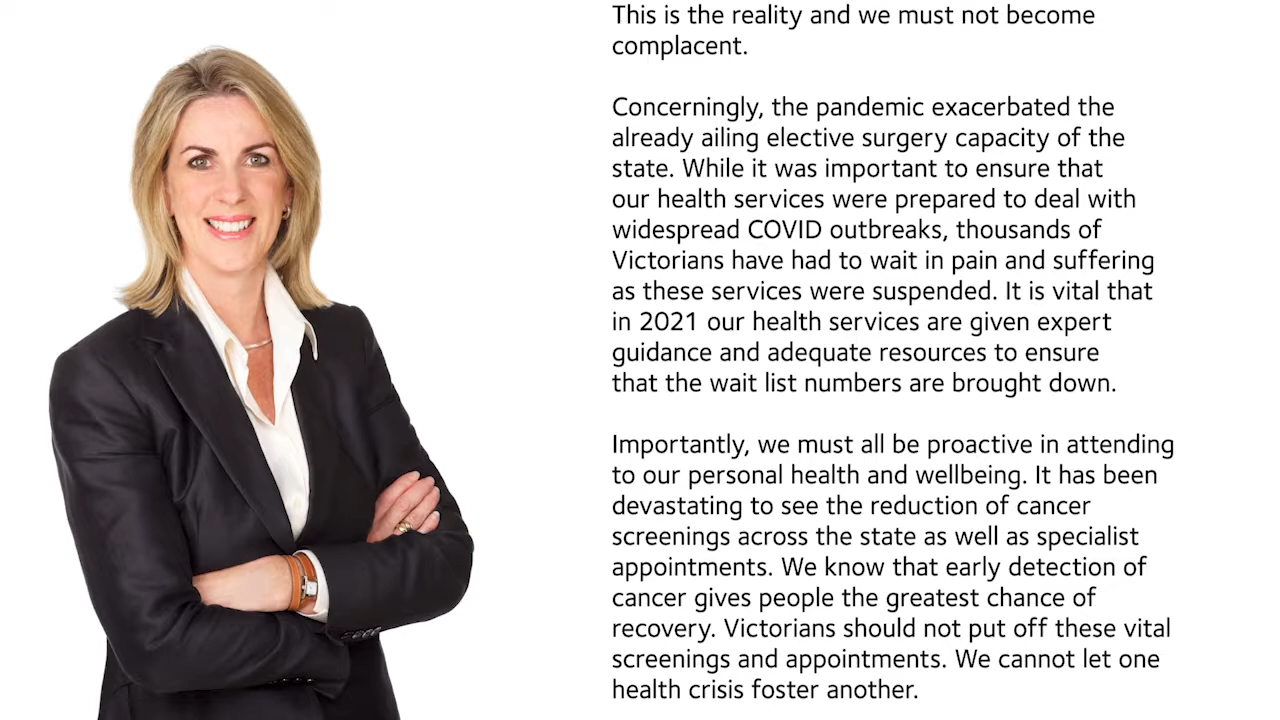 This is the reality and we must not become
complacent.
Concerningly, the pandemic exacerbated the
already ailing elective surgery capacity of the
state. While it was important to ensure that
our health services were prepared to deal with
widespread COVID outbreaks, thousands of
Victorians have had to wait in pain and suffering
as these services were suspended. It is vital that
in 2021 our health services are given expert
guidance and adequate resources to ensure
that the wait list numbers are brought down.
Importantly, we must all be proactive in attending
to our personal health and wellbeing. It has been
devastating to see the reduction of cancer
screenings across the state as well as specialist
appointments. We know that early detection of
cancer gives people the greatest chance of
recovery. Victorians should not put off these vital
screenings and appointments. We cannot let one
health crisis foster another.